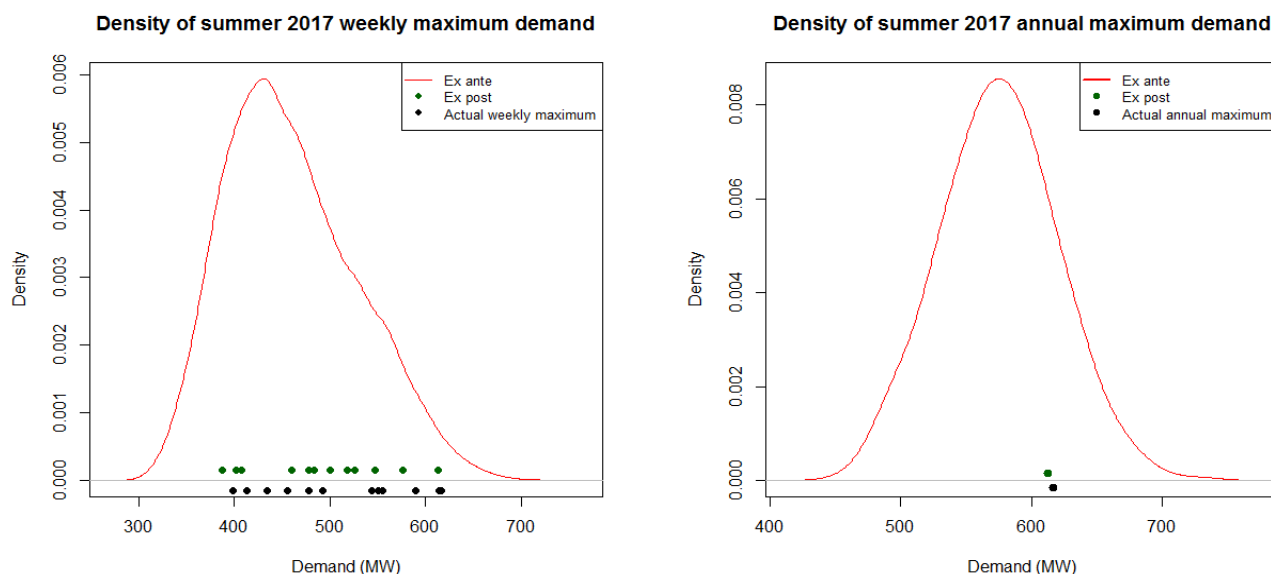 Density of summer 2017 weekly maximum demand
Ex ante
Ex post
Actual weekly maximum
Density
0.000
0.001
0.002
0.003
0.004
0.005
0.006
300 400 500 600 700
Demand (MW)
Density of summer 2017 annual maximum demand
Ex ante
Ex post
Actual annual maximum
Density
0.000
0.002
0.004
0.006
0.008
400 500 600 700
Demand (MW)